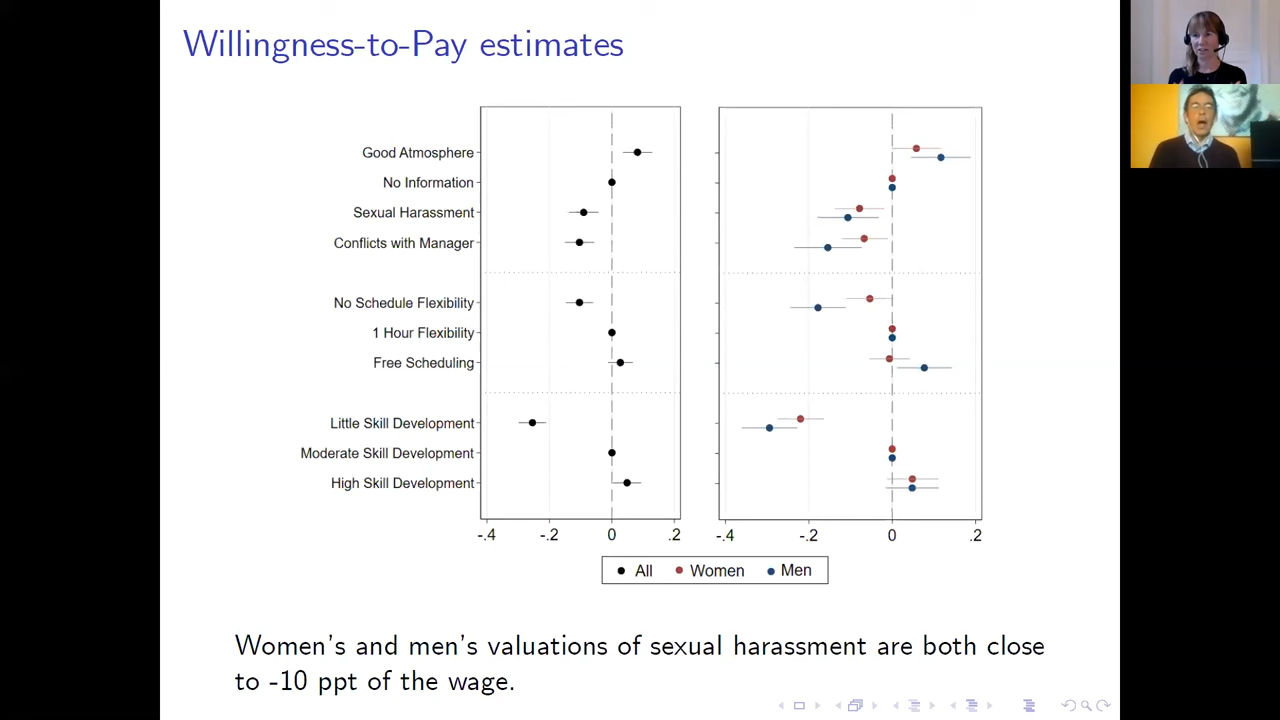 Willingness-to-Pay estimates
Good Atmosphere
No Information
Sexual Harassment
Conflicts with Manager
No Schedule Flexibility
1 Hour Flexibility
Free Scheduling
Little Skill Development
Moderate Skill Development
High Skill Development
-.4 -.2 0 .2
-.4 -.2 0 .2
All Women Men
Women's and men's valuations of sexual harassment are both close
to -10 ppt of the wage.